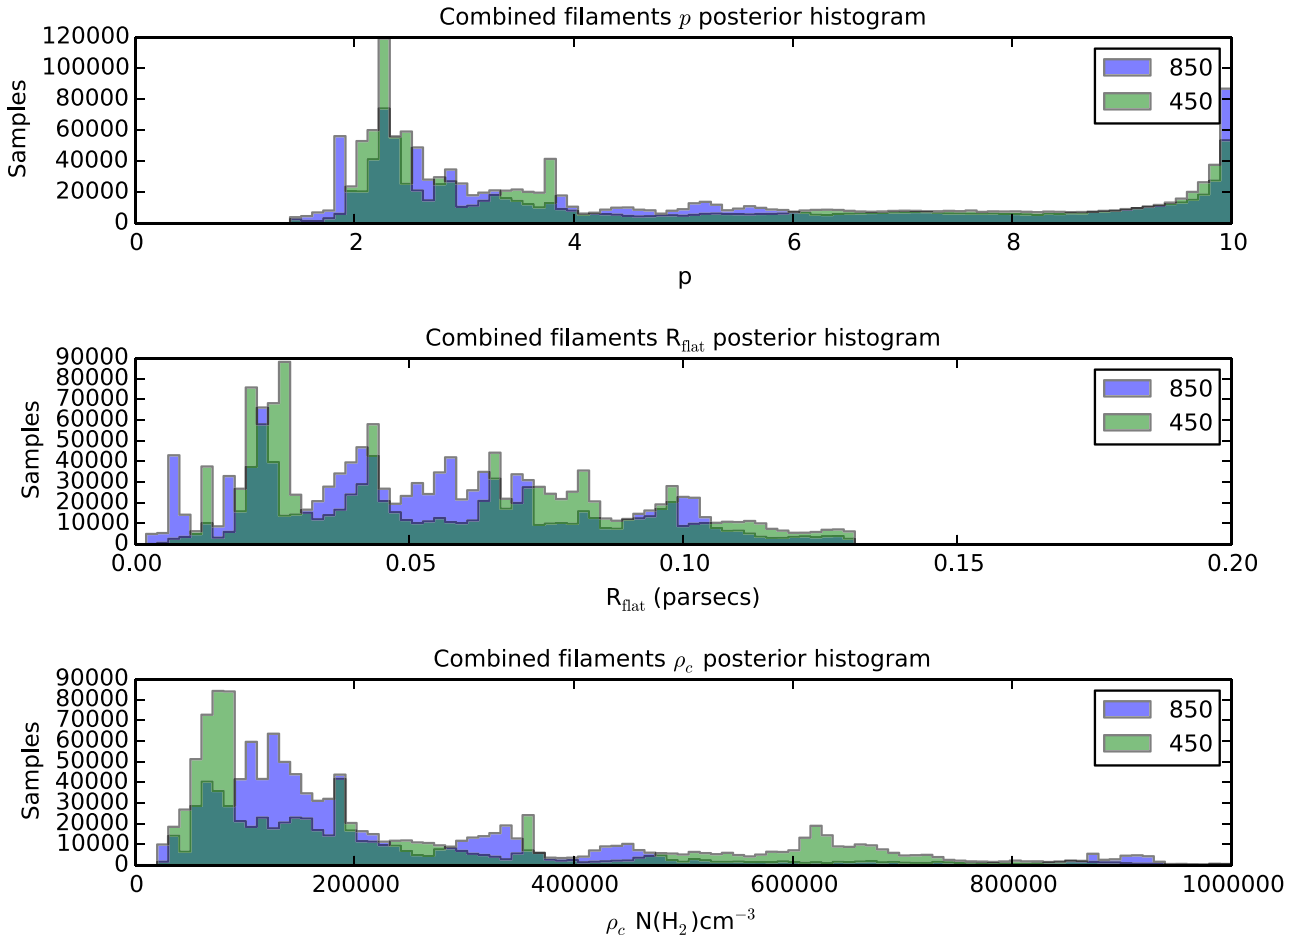 Combined filaments p posterior histogram
120000
100000
80000
60000
40000
20000
0
Samples
850
450
0 2 4 6 8 10
p
Combined filaments R_flat posterior histogram
90000
80000
70000
60000
50000
40000
30000
20000
10000
0
Samples
850
450
0.00 0.05 0.10 0.15 0.20
R_flat (parsecs)
Combined filaments ρ_c posterior histogram
90000
80000
70000
60000
50000
40000
30000
20000
10000
0
Samples
850
450
0 200000 400000 600000 800000 1000000
ρ_c N(H_2)cm^−3